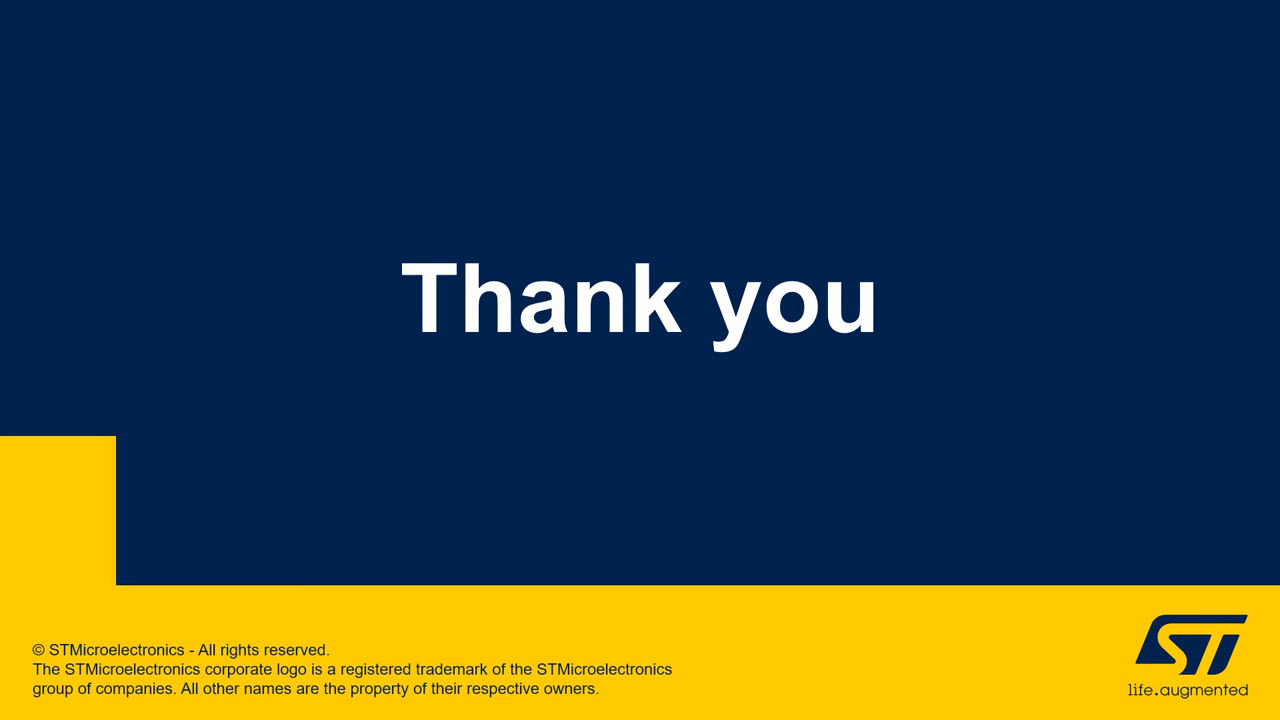 Thank you
© STMicroelectronics - All rights reserved.
The STMicroelectronics corporate logo is a registered trademark of the STMicroelectronics
group of companies. All other names are the property of their respective owners.
ST
life.augmented